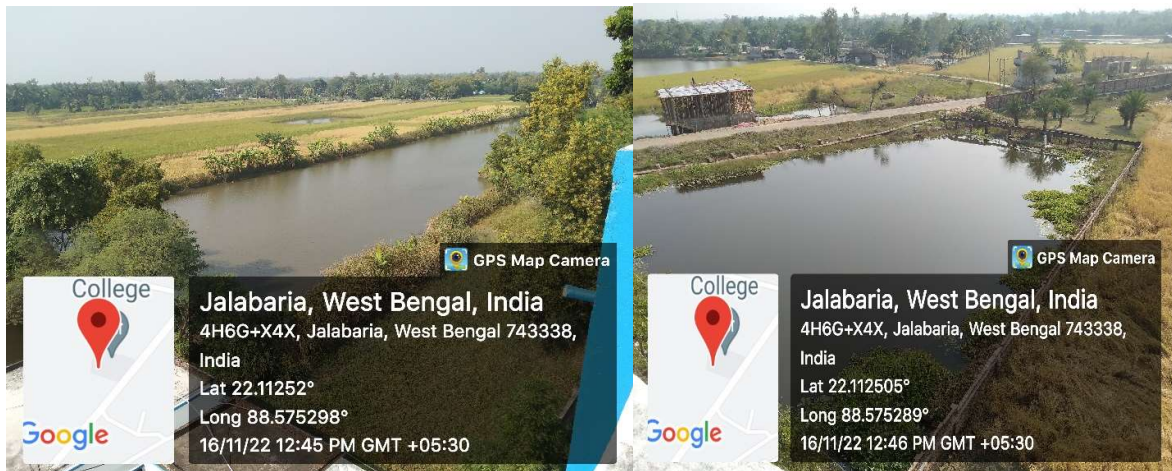 GPS Map Camera
College
Google
Jalabaria, West Bengal, India
4H6G+X4X, Jalabaria, West Bengal 743338,
India
Lat 22.11252°
Long 88.575298°
16/11/22 12:45 PM GMT +05:30
GPS Map Camera
College
Google
Jalabaria, West Bengal, India
4H6G+X4X, Jalabaria, West Bengal 743338,
India
Lat 22.112505°
Long 88.575289°
16/11/22 12:46 PM GMT +05:30